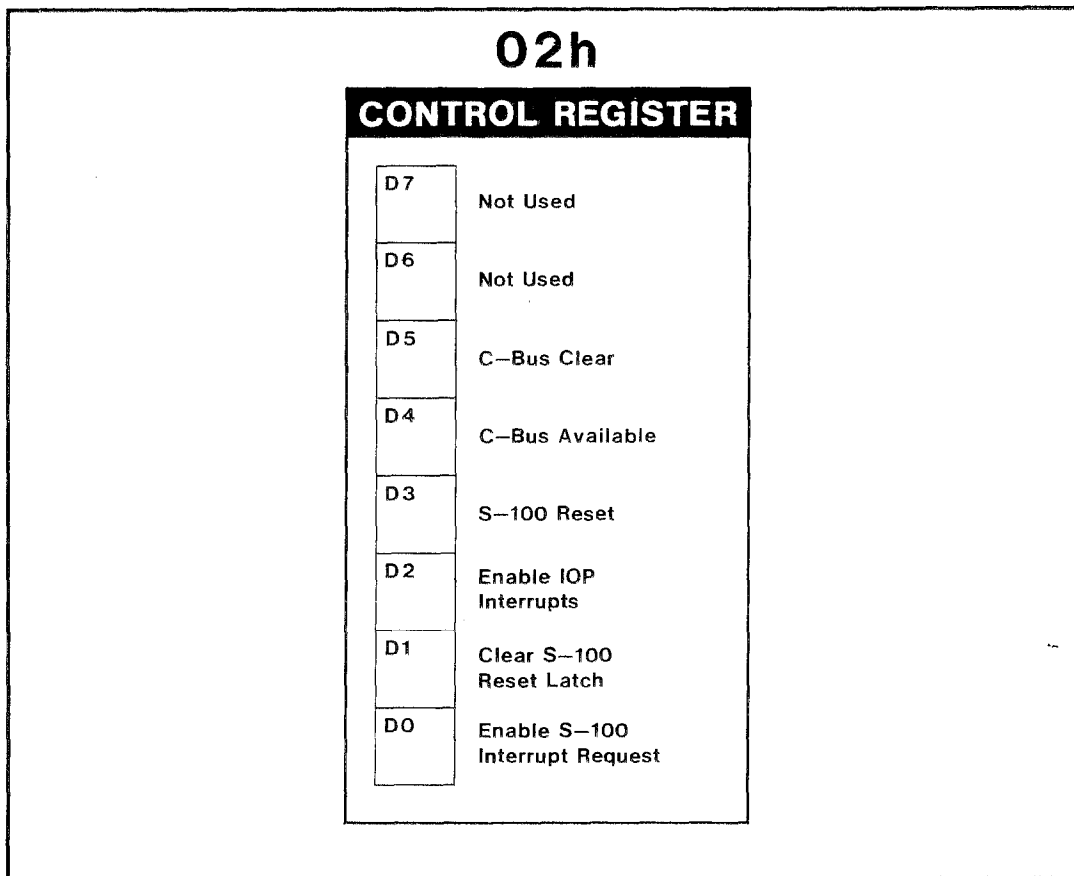 02h
CONTROL REGISTER
D7
Not Used
D6
Not Used
D5
C–Bus Clear
D4
C–Bus Available
D3
S–100 Reset
D2
Enable IOP
Interrupts
D1
Clear S–100
Reset Latch
D0
Enable S–100
Interrupt Request